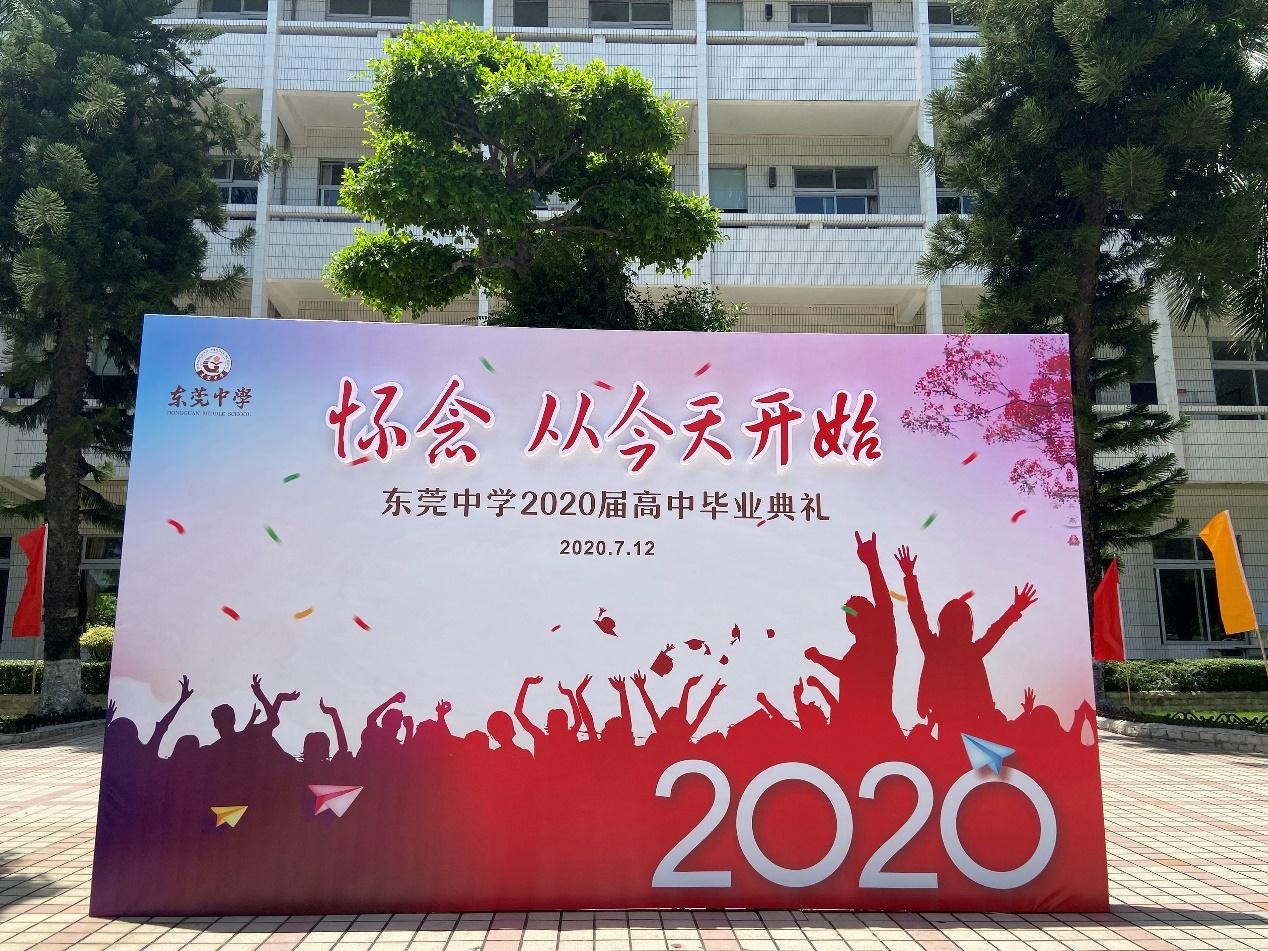 东莞中学
DONGGUAN MIDDLE SCHOOL
怀念 从今天开始
东莞中学2020届高中毕业典礼
2020.7.12
2020